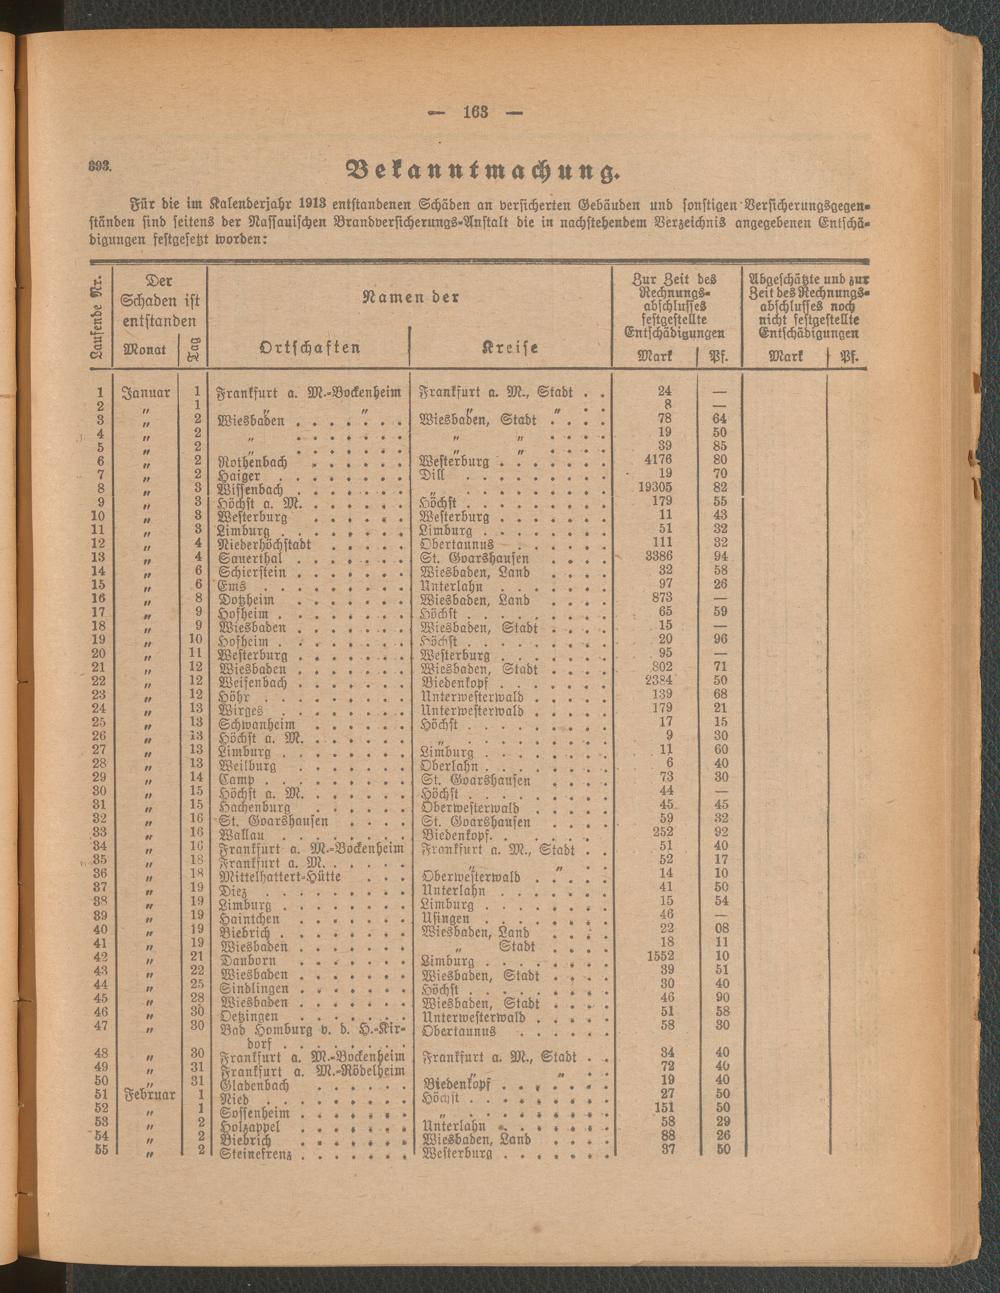 — 163 —
893.
Bekanntmachung.
Für die im Kalenderjahr 1913 entstandenen Schäden an versicherten Gebäuden und sonstigen Versicherungsgegen-
ständen sind seitens der Nassauischen Brandversicherungs-Anstalt die in nachstehendem Verzeichnis angegebenen Entschä-
digungen festgesetzt worden:
Laufende Nr.
Der
Schaden ist
entstanden
Monat
Tag
Namen der
Ortschaften
Kreise
Zur Zeit des
Rechnungs-
abschlusses
festgestellte
Entschädigungen
Mark Pf.
Abgeschätzte und zur
Zeit des Rechnungs-
abschlusses noch
nicht festgestellte
Entschädigungen
Mark Pf.
1 Januar 1 Frankfurt a. M.-Bockenheim Frankfurt a. M., Stadt . . 24 —
2 " 1 " " " " 8 —
3 " 2 Wiesbaden . . . . . . . Wiesbaden, Stadt . . . . 78 64
4 " 2 " . . . . . . . " " . . . . 19 50
5 " 2 " . . . . . . . " " . . . . 39 85
6 " 2 Rothenbach . . . . . . Westerburg . . . . . . . 4176 80
7 " 2 Haiger . . . . . . . . Dill . . . . . . . . 19 70
8 " 3 Wissenbach . . . . . . . " . . . . . . . . 19305 82
9 " 3 Höchst a. M. . . . . . . Höchst . . . . . . . . 179 55
10 " 3 Westerburg . . . . . . Westerburg . . . . . . . 11 43
11 " 3 Limburg . . . . . . . Limburg . . . . . . . . 51 32
12 " 4 Niederhöchstadt . . . . . Obertaunus . . . . . . 111 32
13 " 4 Sauerthal . . . . . . . St. Goarshausen . . . . . 3386 94
14 " 6 Schierstein . . . . . . . Wiesbaden, Land . . . . 32 58
15 " 6 Ems . . . . . . . . Unterlahn . . . . . . . 97 26
16 " 8 Dotzheim . . . . . . . Wiesbaden, Land . . . . 873 —
17 " 9 Hofheim . . . . . . . . Höchst . . . . . . . . 65 59
18 " 9 Wiesbaden . . . . . . . Wiesbaden, Stadt . . . . 15 —
19 " 10 Hofheim . . . . . . . . Höchst . . . . . . . . 20 96
20 " 11 Westerburg . . . . . . . Westerburg . . . . . . . 95 —
21 " 12 Wiesbaden . . . . . . . Wiesbaden, Stadt . . . . 802 71
22 " 12 Weifenbach . . . . . . . Biedenkopf . . . . . . . 2384 50
23 " 12 Höhr . . . . . . . . Unterwesterwald . . . . . 139 68
24 " 13 Wirges . . . . . . . . Unterwesterwald . . . . . 179 21
25 " 13 Schwanheim . . . . . . Höchst . . . . . . . . 17 15
26 " 13 Höchst a. M. . . . . . . " . . . . . . . . 9 30
27 " 13 Limburg . . . . . . . . Limburg . . . . . . . . 11 60
28 " 13 Weilburg . . . . . . . Oberlahn . . . . . . . . 6 40
29 " 14 Camp . . . . . . . . St. Goarshausen . . . . 73 30
30 " 15 Höchst a. M. . . . . . . Höchst . . . . . . . . 44 —
31 " 15 Hachenburg . . . . . . Oberwesterwald . . . . . 45 45
32 " 16 St. Goarshausen . . . . St. Goarshausen . . . . 59 32
33 " 16 Wallau . . . . . . . . Biedenkopf. . . . . . . 252 92
34 " 16 Frankfurt a. M.-Bockenheim Frankfurt a. M., Stadt . . 51 40
35 " 18 Frankfurt a. M. . . . . . " " . . 52 17
36 " 18 Mittelhattert-Hütte . . . Oberwesterwald . . . . . 14 10
37 " 19 Diez . . . . . . . . Unterlahn . . . . . . . 41 50
38 " 19 Limburg . . . . . . . . Limburg . . . . . . . . 15 54
39 " 19 Haintchen . . . . . . . Usingen . . . . . . . . 46 —
40 " 19 Biebrich . . . . . . . . Wiesbaden, Land . . . . 22 08
41 " 19 Wiesbaden . . . . . . . " Stadt . . . . 18 11
42 " 21 Dauborn . . . . . . . . Limburg . . . . . . . . 1552 10
43 " 22 Wiesbaden . . . . . . . Wiesbaden, Stadt . . . . 39 51
44 " 25 Sindlingen . . . . . . . Höchst . . . . . . . . 30 40
45 " 28 Wiesbaden . . . . . . . Wiesbaden, Stadt . . . . 46 90
46 " 30 Oetzingen . . . . . . . Unterwesterwald . . . . . 51 58
47 " 30 Bad Homburg v. d. H.-Kir- Obertaunus . . . . . 58 30
dorf . . . . . . .
48 " 30 Frankfurt a. M.-Bockenheim Frankfurt a. M., Stadt . . 34 40
49 " 31 Frankfurt a. M.-Rödelheim " " . . 72 40
50 " 31 Gladenbach . . . . . . Biedenkopf . . . . . . . 19 40
51 Februar 1 Nied . . . . . . . . Höchst . . . . . . . . 27 50
52 " 1 Sossenheim . . . . . . . " . . . . . . . . 151 50
53 " 2 Holzappel . . . . . . . Unterlahn . . . . . . . 58 29
54 " 2 Biebrich . . . . . . . Wiesbaden, Land . . . . 88 26
55 " 2 Steinefrenz . . . . . . . Westerburg . . . . . . . 37 50